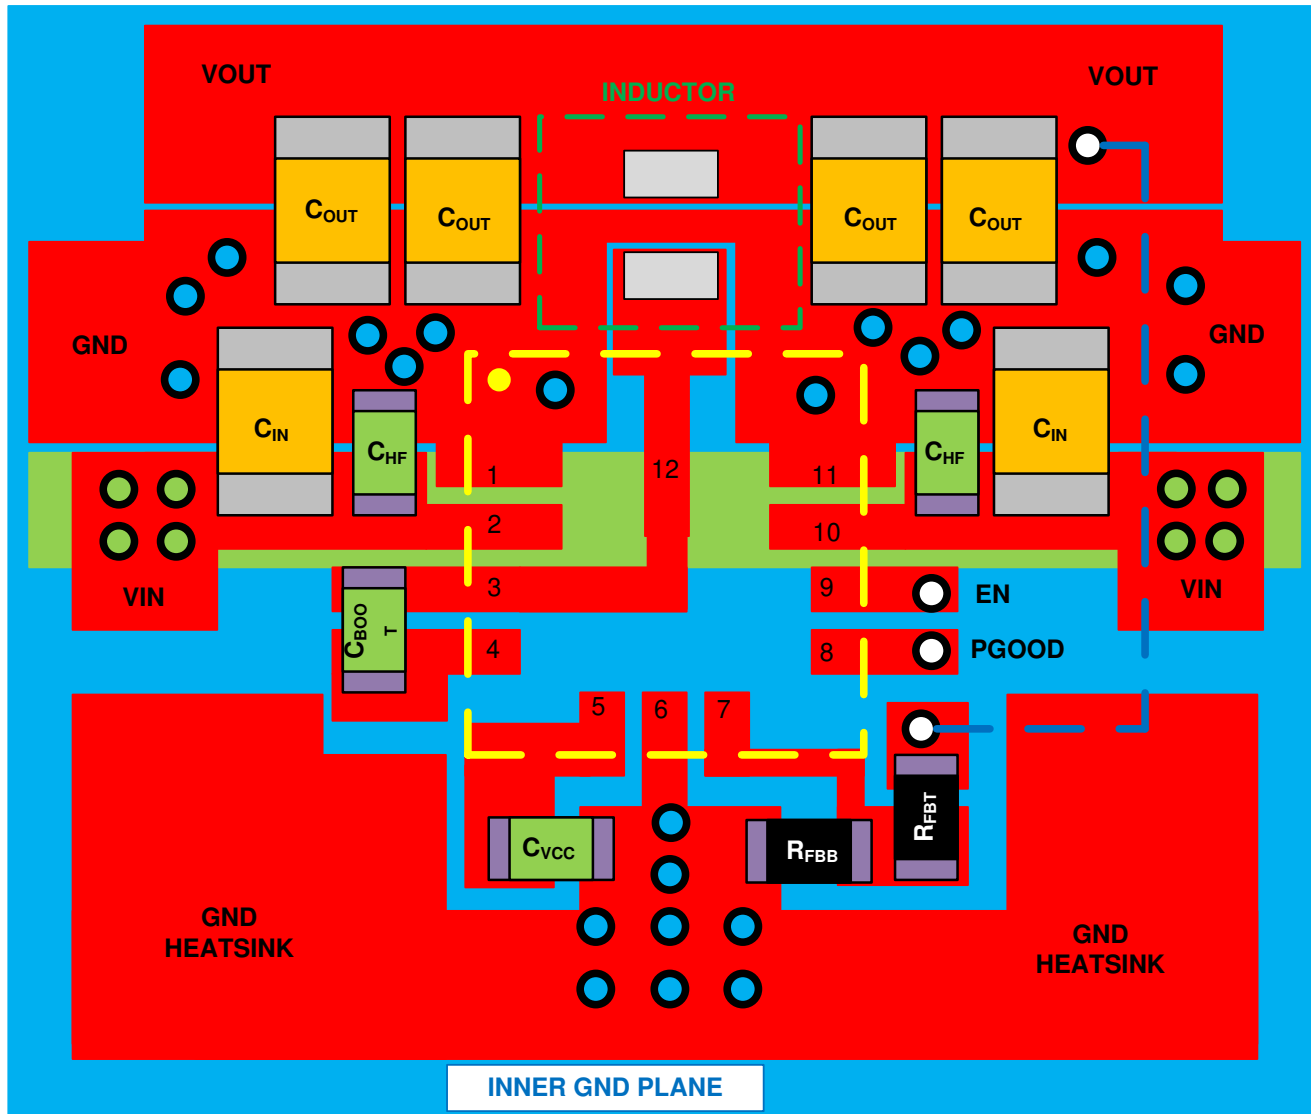 VOUT
VOUT
INDUCTOR
COUT
COUT
COUT
COUT
GND
GND
CIN
CHF
CHF
CIN
1
12
11
2
10
VIN
3
9
EN
VIN
CBOO
T
4
8
PGOOD
5
6
7
RFBT
CVCC
RFBB
GND
HEATSINK
GND
HEATSINK
INNER GND PLANE